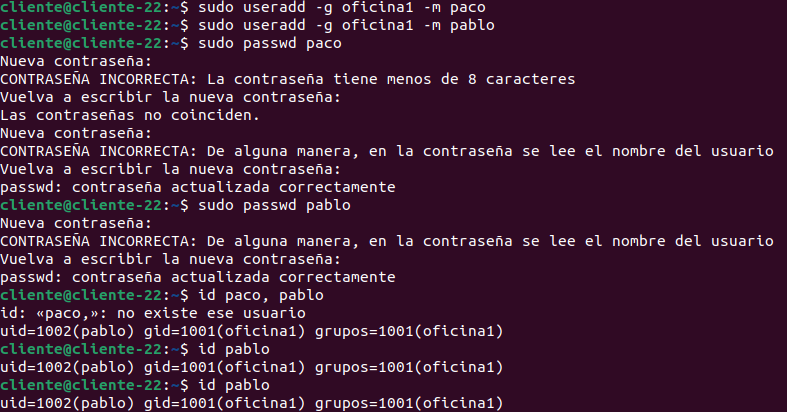 cliente@cliente-22:~$ sudo useradd -g oficina1 -m paco
cliente@cliente-22:~$ sudo useradd -g oficina1 -m pablo
cliente@cliente-22:~$ sudo passwd paco
Nueva contraseña:
CONTRASEÑA INCORRECTA: La contraseña tiene menos de 8 caracteres
Vuelva a escribir la nueva contraseña:
Las contraseñas no coinciden.
Nueva contraseña:
CONTRASEÑA INCORRECTA: De alguna manera, en la contraseña se lee el nombre del usuario
Vuelva a escribir la nueva contraseña:
passwd: contraseña actualizada correctamente
cliente@cliente-22:~$ sudo passwd pablo
Nueva contraseña:
CONTRASEÑA INCORRECTA: De alguna manera, en la contraseña se lee el nombre del usuario
Vuelva a escribir la nueva contraseña:
passwd: contraseña actualizada correctamente
cliente@cliente-22:~$ id paco, pablo
id: «paco,»: no existe ese usuario
uid=1002(pablo) gid=1001(oficina1) grupos=1001(oficina1)
cliente@cliente-22:~$ id pablo
uid=1002(pablo) gid=1001(oficina1) grupos=1001(oficina1)
cliente@cliente-22:~$ id pablo
uid=1002(pablo) gid=1001(oficina1) grupos=1001(oficina1)